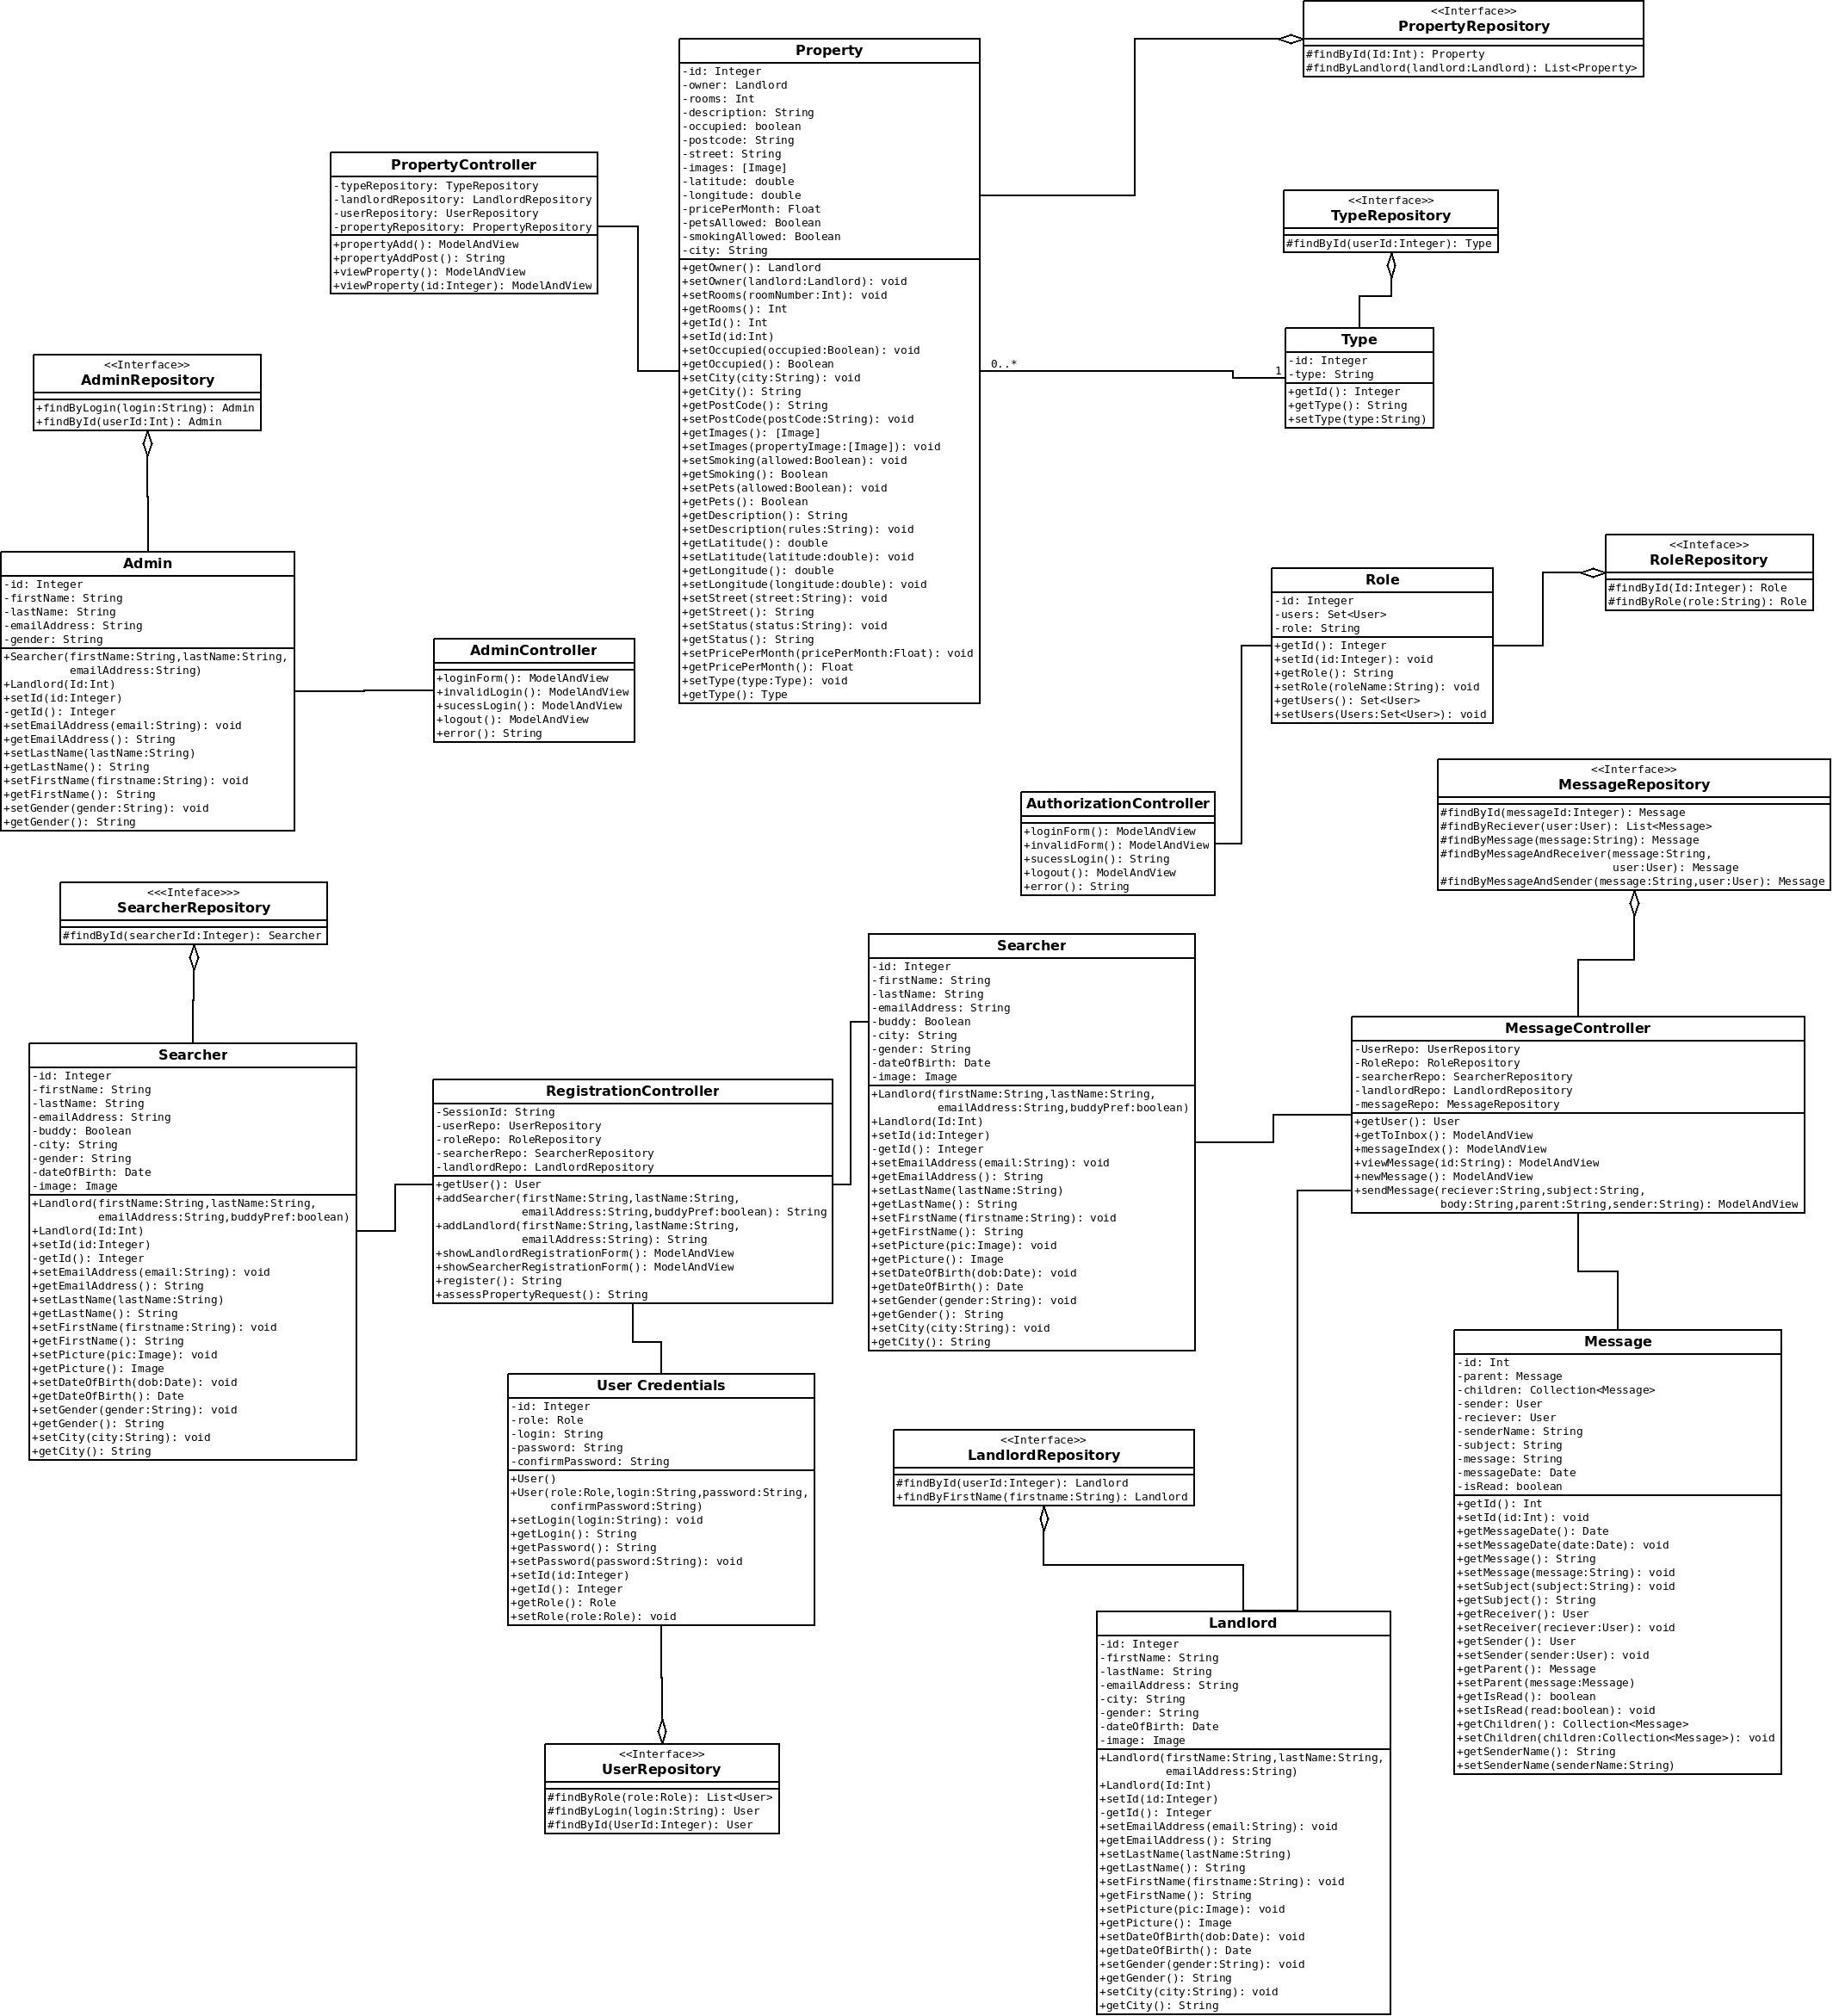 <<Interface>>
PropertyRepository
#findById(Id:Int): Property
#findByLandlord(landlord:Landlord): List<Property>
Property
-id: Integer
-owner: Landlord
-rooms: Int
-description: String
-occupied: boolean
-postcode: String
-street: String
-images: [Image]
-latitude: double
-longitude: double
-pricePerMonth: Float
-petsAllowed: Boolean
-smokingAllowed: Boolean
-city: String
+getOwner(): Landlord
+setOwner(landlord:Landlord): void
+setRooms(roomNumber:Int): void
+getRooms(): Int
+getId(): Int
+setId(id:Int)
+setOccupied(occupied:Boolean): void
+getOccupied(): Boolean
+setCity(city:String): void
+getCity(): String
+getPostCode(): String
+setPostCode(postCode:String): void
+getImages(): [Image]
+setImages(propertyImage:[Image]): void
+setSmoking(allowed:Boolean): void
+getSmoking(): Boolean
+setPets(allowed:Boolean): void
+getPets(): Boolean
+getDescription(): String
+setDescription(rules:String): void
+getLatitude(): double
+setLatitude(latitude:double): void
+getLongitude(): double
+setLongitude(longitude:double): void
+setStreet(street:String): void
+getStreet(): String
+setStatus(status:String): void
+getStatus(): String
+setPricePerMonth(pricePerMonth:Float): void
+getPricePerMonth(): Float
+setType(type:Type): void
+getType(): Type
PropertyController
-typeRepository: TypeRepository
-landlordRepository: LandlordRepository
-userRepository: UserRepository
-propertyRepository: PropertyRepository
+propertyAdd(): ModelAndView
+propertyAddPost(): String
+viewProperty(): ModelAndView
+viewProperty(id:Integer): ModelAndView
<<Interface>>
TypeRepository
#findById(userId:Integer): Type
0..*
1
Type
-id: Integer
-type: String
+getId(): Integer
+getType(): String
+setType(type:String)
<<Interface>>
AdminRepository
+findByLogin(login:String): Admin
+findById(userId:Int): Admin
Admin
-id: Integer
-firstName: String
-lastName: String
-emailAddress: String
-gender: String
+Searcher(firstName:String,lastName:String,
emailAddress:String)
+Landlord(Id:Int)
+setId(id:Integer)
-getId(): Integer
+setEmailAddress(email:String): void
+getEmailAddress(): String
+setLastName(lastName:String)
+getLastName(): String
+setFirstName(firstname:String): void
+getFirstName(): String
+setGender(gender:String): void
+getGender(): String
AdminController
+loginForm(): ModelAndView
+invalidLogin(): ModelAndView
+sucessLogin(): ModelAndView
+logout(): ModelAndView
+error(): String
<<Inteface>>
RoleRepository
#findById(Id:Integer): Role
#findByRole(role:String): Role
Role
-id: Integer
-users: Set<User>
-role: String
+getId(): Integer
+setId(id:Integer): void
+getRole(): String
+setRole(roleName:String): void
+getUsers(): Set<User>
+setUsers(Users:Set<User>): void
AuthorizationController
+loginForm(): ModelAndView
+invalidForm(): ModelAndView
+sucessLogin(): String
+logout(): ModelAndView
+error(): String
<<Interface>>
MessageRepository
#findById(messageId:Integer): Message
#findByReciever(user:User): List<Message>
#findByMessage(message:String): Message
#findByMessageAndReceiver(message:String,
user:User): Message
#findByMessageAndSender(message:String,user:User): Message
<<<Inteface>>>
SearcherRepository
#findById(searcherId:Integer): Searcher
Searcher
-id: Integer
-firstName: String
-lastName: String
-emailAddress: String
-buddy: Boolean
-city: String
-gender: String
-dateOfBirth: Date
-image: Image
+Landlord(firstName:String,lastName:String,
emailAddress:String,buddyPref:boolean)
+Landlord(Id:Int)
+setId(id:Integer)
-getId(): Integer
+setEmailAddress(email:String): void
+getEmailAddress(): String
+setLastName(lastName:String)
+getLastName(): String
+setFirstName(firstname:String): void
+getFirstName(): String
+setPicture(pic:Image): void
+getPicture(): Image
+setDateOfBirth(dob:Date): void
+getDateOfBirth(): Date
+setGender(gender:String): void
+getGender(): String
+setCity(city:String): void
+getCity(): String
RegistrationController
-SessionId: String
-userRepo: UserRepository
-roleRepo: RoleRepository
-searcherRepo: SearcherRepository
-landlordRepo: LandlordRepository
+getUser(): User
+addSearcher(firstName:String,lastName:String,
emailAddress:String,buddyPref:boolean): String
+addLandlord(firstName:String,lastName:String,
emailAddress:String): String
+showLandlordRegistrationForm(): ModelAndView
+showSearcherRegistrationForm(): ModelAndView
+register(): String
+assessPropertyRequest(): String
Searcher
-id: Integer
-firstName: String
-lastName: String
-emailAddress: String
-buddy: Boolean
-city: String
-gender: String
-dateOfBirth: Date
-image: Image
+Landlord(firstName:String,lastName:String,
emailAddress:String,buddyPref:boolean)
+Landlord(Id:Int)
+setId(id:Integer)
-getId(): Integer
+setEmailAddress(email:String): void
+getEmailAddress(): String
+setLastName(lastName:String)
+getLastName(): String
+setFirstName(firstname:String): void
+getFirstName(): String
+setPicture(pic:Image): void
+getPicture(): Image
+setDateOfBirth(dob:Date): void
+getDateOfBirth(): Date
+setGender(gender:String): void
+getGender(): String
+setCity(city:String): void
+getCity(): String
MessageController
-UserRepo: UserRepository
-RoleRepo: RoleRepository
-searcherRepo: SearcherRepository
-landlordRepo: LandlordRepository
-messageRepo: MessageRepository
+getUser(): User
+getToInbox(): ModelAndView
+messageIndex(): ModelAndView
+viewMessage(id:String): ModelAndView
+newMessage(): ModelAndView
+sendMessage(reciever:String,subject:String,
body:String,parent:String,sender:String): ModelAndView
User Credentials
-id: Integer
-role: Role
-login: String
-password: String
-confirmPassword: String
+User()
+User(role:Role,login:String,password:String,
confirmPassword:String)
+setLogin(login:String): void
+getLogin(): String
+getPassword(): String
+setPassword(password:String): void
+setId(id:Integer)
+getId(): Integer
+getRole(): Role
+setRole(role:Role): void
<<Interface>>
UserRepository
#findByRole(role:Role): List<User>
#findByLogin(login:String): User
#findById(UserId:Integer): User
<<Interface>>
LandlordRepository
#findById(userId:Integer): Landlord
+findByFirstName(firstname:String): Landlord
Landlord
-id: Integer
-firstName: String
-lastName: String
-emailAddress: String
-city: String
-gender: String
-dateOfBirth: Date
-image: Image
+Landlord(firstName:String,lastName:String,
emailAddress:String)
+Landlord(Id:Int)
+setId(id:Integer)
-getId(): Integer
+setEmailAddress(email:String): void
+getEmailAddress(): String
+setLastName(lastName:String)
+getLastName(): String
+setFirstName(firstname:String): void
+getFirstName(): String
+setPicture(pic:Image): void
+getPicture(): Image
+setDateOfBirth(dob:Date): void
+getDateOfBirth(): Date
+setGender(gender:String): void
+getGender(): String
+setCity(city:String): void
+getCity(): String
Message
-id: Int
-parent: Message
-children: Collection<Message>
-sender: User
-reciever: User
-senderName: String
-subject: String
-message: String
-messageDate: Date
-isRead: boolean
+getId(): Int
+setId(id:Int): void
+getMessageDate(): Date
+setMessageDate(date:Date): void
+getMessage(): String
+setMessage(message:String): void
+setSubject(subject:String): void
+getSubject(): String
+getReceiver(): User
+setReceiver(reciever:User): void
+getSender(): User
+setSender(sender:User): void
+getParent(): Message
+setParent(message:Message)
+getIsRead(): boolean
+setIsRead(read:boolean): void
+getChildren(): Collection<Message>
+setChildren(children:Collection<Message>): void
+getSenderName(): String
+setSenderName(senderName:String)